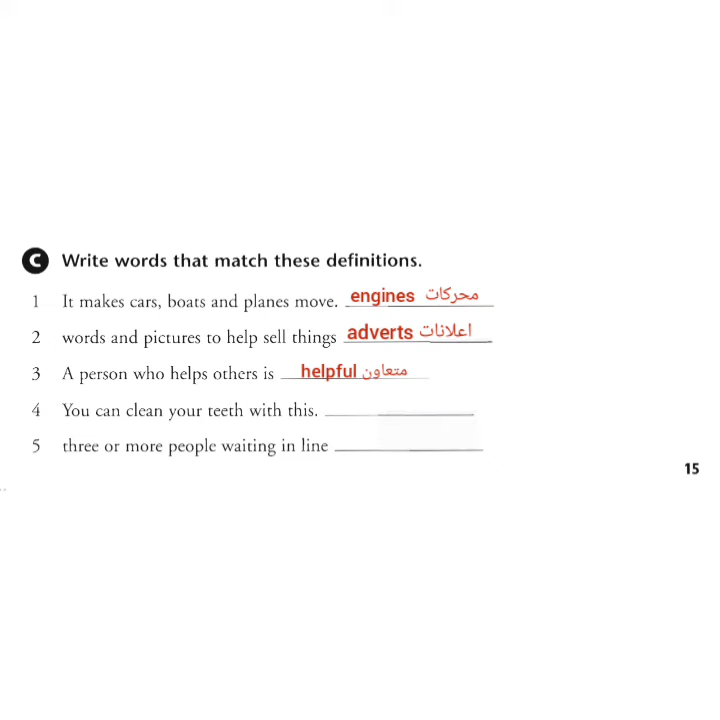 C Write words that match these definitions.
1 It makes cars, boats and planes move. engines محركات
2 words and pictures to help sell things adverts اعلانات
3 A person who helps others is helpful متعاون
4 You can clean your teeth with this.
5 three or more people waiting in line
15